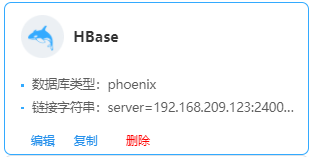 HBase
数据库类型：phoenix
链接字符串：server=192.168.209.123:2400...
编辑 复制 删除